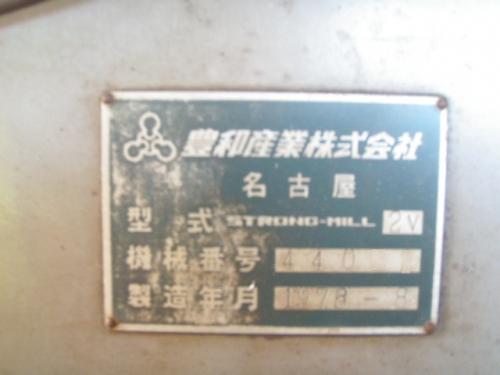 豊和産業株式会社
名古屋
型式 STRONG-MILL 2V
機械番号
製造年月 1978-8